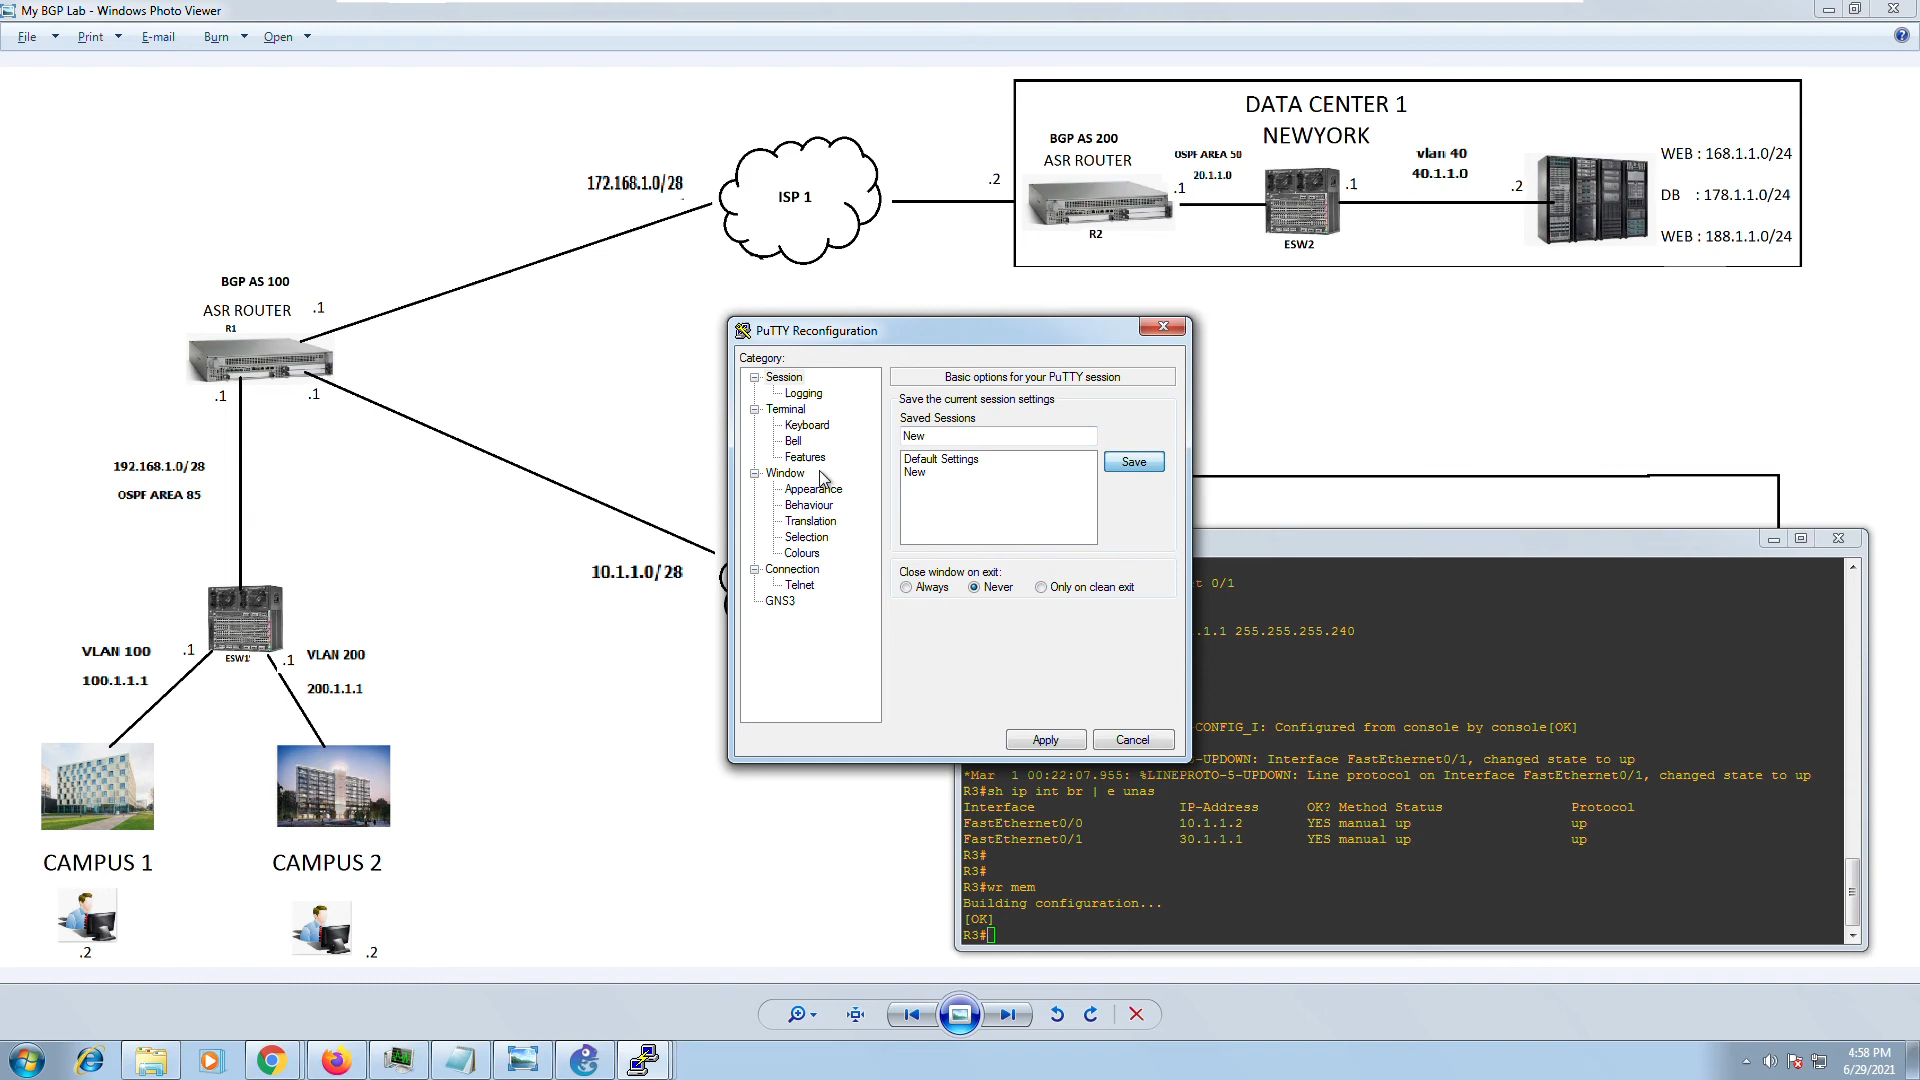 My BGP Lab - Windows Photo Viewer
File Print E-mail Burn Open
DATA CENTER 1
NEWYORK
BGP AS 200
ASR ROUTER
R2
.2
.1
OSPF AREA 50
20.1.1.0
ESW2
.1
vlan 40
40.1.1.0
.2
WEB : 168.1.1.0/24
DB : 178.1.1.0/24
WEB : 188.1.1.0/24
172.168.1.0/28
ISP 1
BGP AS 100
ASR ROUTER
R1
.1
.1
.1
192.168.1.0/28
OSPF AREA 85
10.1.1.0/28
ESW1
VLAN 100
100.1.1.1
.1
.1
VLAN 200
200.1.1.1
CAMPUS 1
CAMPUS 2
.2
.2
PuTTY Reconfiguration
Category:
Session
Logging
Terminal
Keyboard
Bell
Features
Window
Appearance
Behaviour
Translation
Selection
Colours
Connection
Telnet
GNS3
Basic options for your PuTTY session
Save the current session settings
Saved Sessions
New
Default Settings
New
Save
Close window on exit:
Always Never Only on clean exit
Apply Cancel
t 0/1
.1.1 255.255.255.240
-CONFIG_I: Configured from console by console[OK]
-UPDOWN: Interface FastEthernet0/1, changed state to up
*Mar 1 00:22:07.955: %LINEPROTO-5-UPDOWN: Line protocol on Interface FastEthernet0/1, changed state to up
R3#sh ip int br | e unas
Interface IP-Address OK? Method Status Protocol
FastEthernet0/0 10.1.1.2 YES manual up up
FastEthernet0/1 30.1.1.1 YES manual up up
R3#
R3#
R3#wr mem
Building configuration...
[OK]
R3#
4:58 PM
6/29/2021